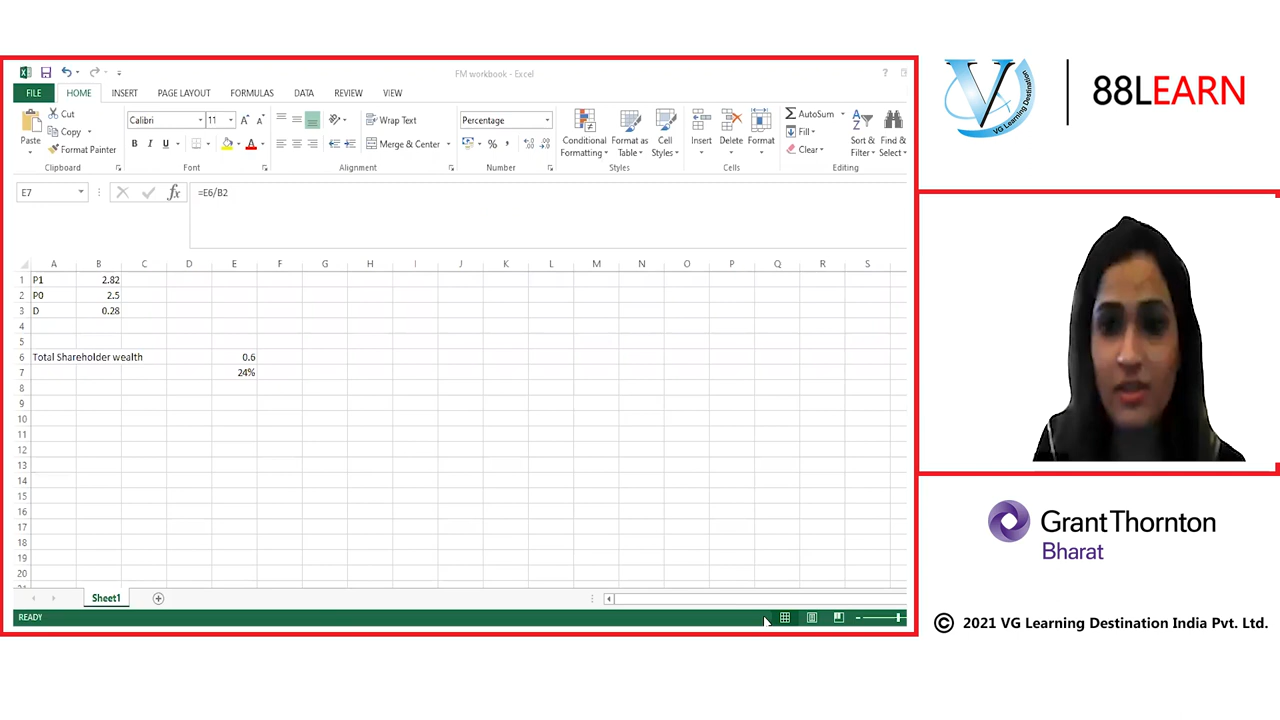 FM workbook - Excel
?
FILE HOME INSERT PAGE LAYOUT FORMULAS DATA REVIEW VIEW
Paste
Cut
Copy
Format Painter
Clipboard
Calibri 11
A A
B I U
A
Font
Wrap Text
Merge & Center
Alignment
Percentage
% ,
Number
Conditional Formatting
Format as Table
Cell Styles
Styles
Insert
Delete
Format
Cells
AutoSum
Fill
Clear
Sort & Filter
Find & Select
Editing
E7
fx
=E6/B2
A B C D E F G H I J K L M N O P Q R S
1 P1 2.82
2 P0 2.5
3 D 0.28
4
5
6 Total Shareholder wealth 0.6
7 24%
8
9
10
11
12
13
14
15
16
17
18
19
20
Sheet1
READY
V
VG Learning Destination
88LEARN
Grant Thornton
Bharat
© 2021 VG Learning Destination India Pvt. Ltd.